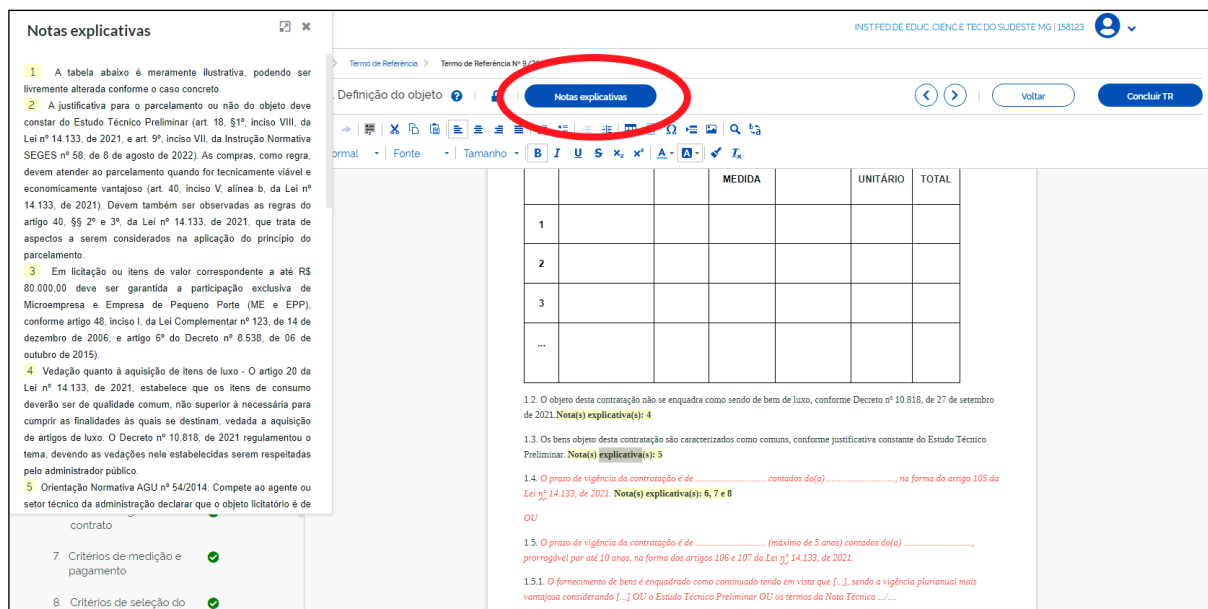 Notas explicativas
1 A tabela abaixo é meramente ilustrativa, podendo ser
livremente alterada conforme o caso concreto.
2 A justificativa para o parcelamento ou não do objeto deve
constar do Estudo Técnico Preliminar (art. 18, §1º, inciso VIII, da
Lei nº 14.133, de 2021, e art. 9º, inciso VII, da Instrução Normativa
SEGES nº 58, de 8 de agosto de 2022). As compras, como regra,
devem atender ao parcelamento quando for tecnicamente viável e
economicamente vantajoso (art. 40, inciso V, alínea b, da Lei nº
14.133, de 2021). Devem também ser observadas as regras do
artigo 40, §§ 2º e 3º, da Lei nº 14.133, de 2021, que trata de
aspectos a serem considerados na aplicação do princípio do
parcelamento.
3 Em licitação ou itens de valor correspondente a até R$
80.000,00 deve ser garantida a participação exclusiva de
Microempresa e Empresa de Pequeno Porte (ME e EPP),
conforme artigo 48, inciso I, da Lei Complementar nº 123, de 14 de
dezembro de 2006, e artigo 6º do Decreto nº 8.538, de 06 de
outubro de 2015).
4 Vedação quanto à aquisição de itens de luxo - O artigo 20 da
Lei nº 14.133, de 2021, estabelece que os itens de consumo
deverão ser de qualidade comum, não superior à necessária para
cumprir as finalidades às quais se destinam, vedada a aquisição
de artigos de luxo. O Decreto nº 10.818, de 2021 regulamentou o
tema, devendo as vedações nele estabelecidas serem respeitadas
pelo administrador público.
5 Orientação Normativa AGU nº 54/2014: Compete ao agente ou
setor técnico da administração declarar que o objeto licitatório é de
contrato
7. Critérios de medição e
pagamento
8. Critérios de seleção do
INST.FED.DE EDUC.,CIENC.E TEC.DO SUDESTE MG | 158123
Termo de Referência > Termo de Referência Nº 9/
Definição do objeto
Notas explicativas
Voltar
Concluir TR
ormal Fonte Tamanho B I U S x₂ x² A A Tx
MEDIDA UNITÁRIO TOTAL
1
2
3
...
1.2. O objeto desta contratação não se enquadra como sendo de bem de luxo, conforme Decreto nº 10.818, de 27 de setembro
de 2021.Nota(s) explicativa(s): 4
1.3. Os bens objeto desta contratação são caracterizados como comuns, conforme justificativa constante do Estudo Técnico
Preliminar. Nota(s) explicativa(s): 5
1.4. O prazo de vigência da contratação é de .............................. contados do(a) ............................., na forma do artigo 105 da
Lei nº 14.133, de 2021. Nota(s) explicativa(s): 6, 7 e 8
OU
1.5. O prazo de vigência da contratação é de .............................. (máximo de 5 anos) contados do(a) .............................,
prorrogável por até 10 anos, na forma dos artigos 106 e 107 da Lei nº 14.133, de 2021.
1.5.1. O fornecimento de bens é enquadrado como continuado tendo em vista que [...], sendo a vigência plurianual mais
vantajosa considerando [...] OU o Estudo Técnico Preliminar OU os termos da Nota Técnica .../....